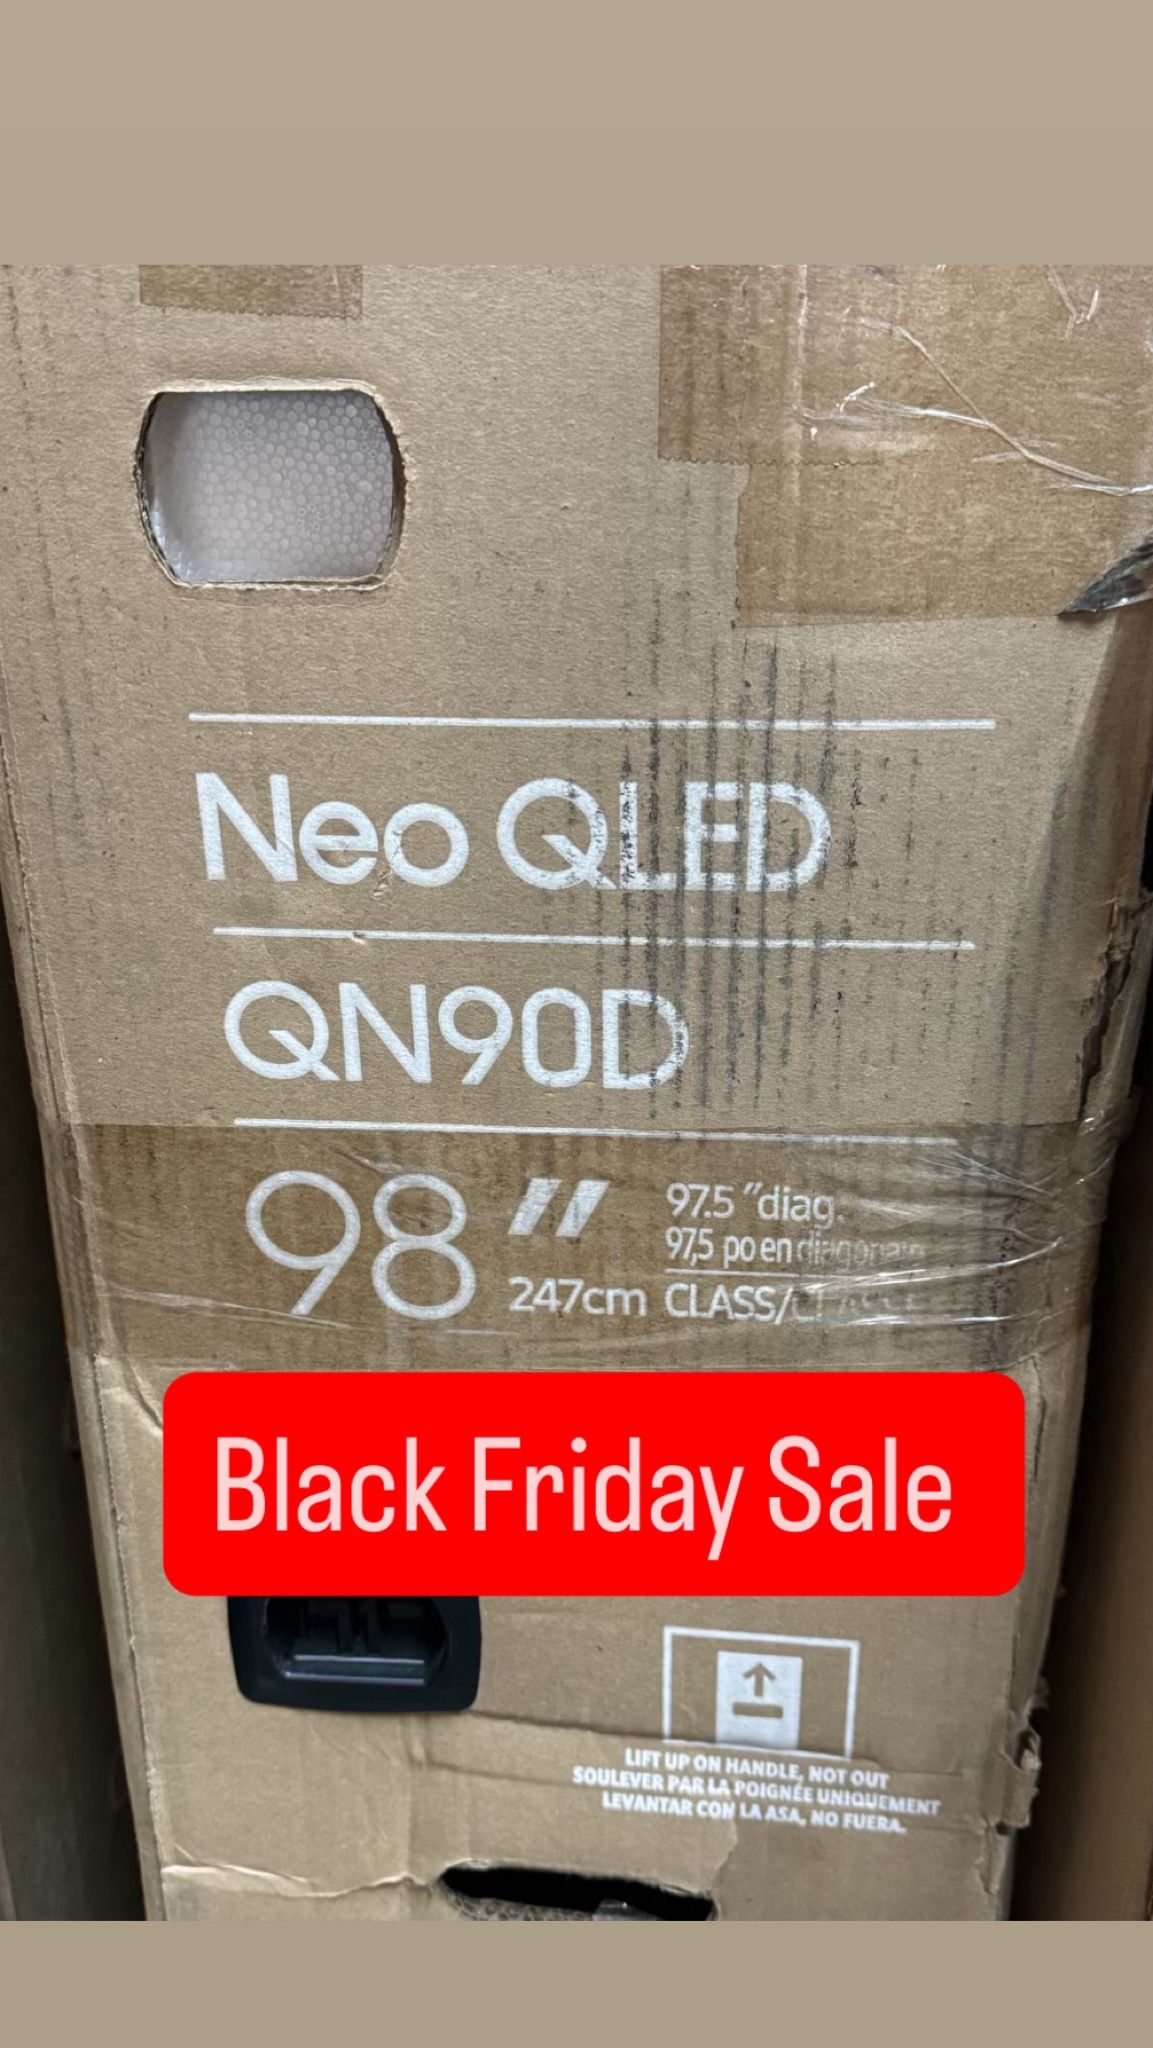 Neo QLED
QN90D
98"
97.5" diag.
97,5 po en diagonale
247cm CLASS/
Black Friday Sale
LIFT UP ON HANDLE, NOT OUT
SOULEVER PAR LA POIGNÉE UNIQUEMENT
LEVANTAR CON LA ASA, NO FUERA.